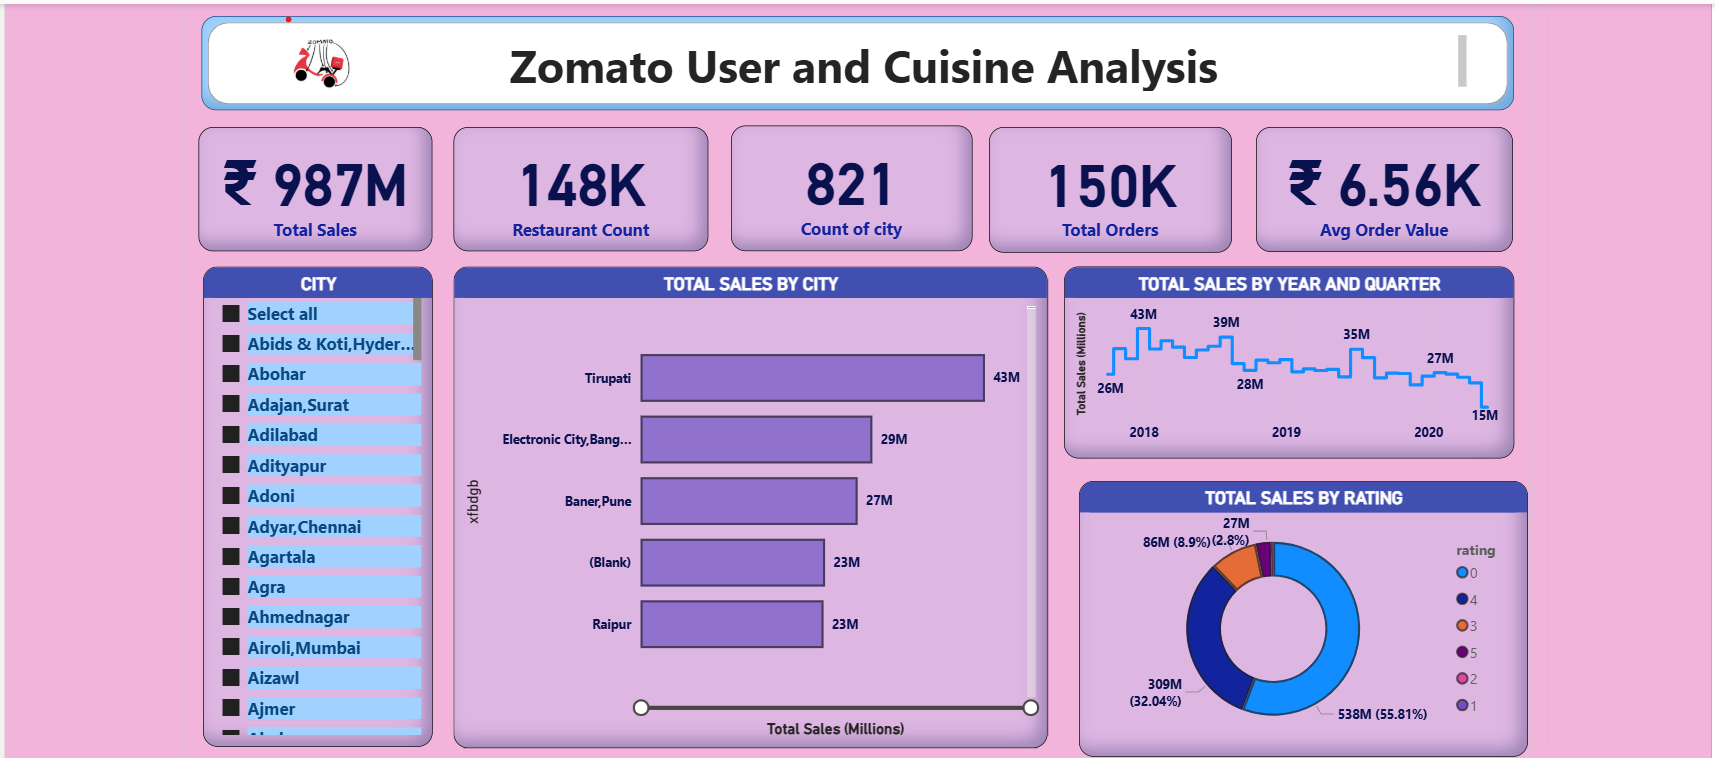 ZOMATO
Zomato User and Cuisine Analysis
₹ 987M
Total Sales
148K
Restaurant Count
821
Count of city
150K
Total Orders
₹ 6.56K
Avg Order Value
CITY
Select all
Abids & Koti,Hyder...
Abohar
Adajan,Surat
Adilabad
Adityapur
Adoni
Adyar,Chennai
Agartala
Agra
Ahmednagar
Airoli,Mumbai
Aizawl
Ajmer
TOTAL SALES BY CITY
xfbdgb
Tirupati
43M
Electronic City,Bang...
29M
Baner,Pune
27M
(Blank)
23M
Raipur
23M
Total Sales (Millions)
TOTAL SALES BY YEAR AND QUARTER
Total Sales (Millions)
43M
39M
35M
27M
26M
28M
15M
2018
2019
2020
TOTAL SALES BY RATING
27M
(2.8%)
86M (8.9%)
309M
(32.04%)
538M (55.81%)
rating
0
4
3
5
2
1